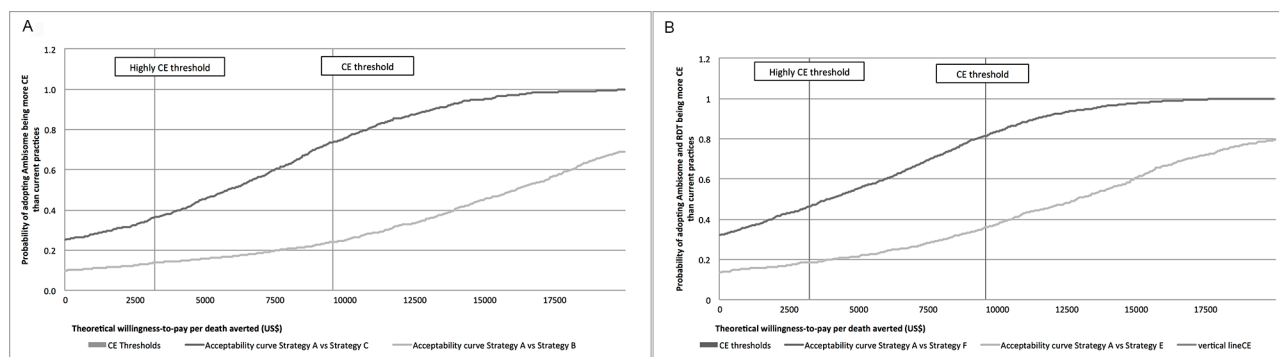 A
Probability of adopting Ambisome being more CE
than current practices
1.2
1.0
0.8
0.6
0.4
0.2
0.0
Highly CE threshold
CE threshold
0 2500 5000 7500 10000 12500 15000 17500
Theoretical willingness-to-pay per death averted (US$)
CE Thresholds Acceptability curve Strategy A vs Strategy C Acceptability curve Strategy A vs Strategy B
B
Probability of adopting Ambisome and RDT being more CE
than current practices
1.2
1
0.8
0.6
0.4
0.2
0
Highly CE threshold
CE threshold
0 2500 5000 7500 10000 12500 15000 17500
Theoretical willingness-to-pay per death averted (US$)
CE thresholds Acceptability curve Strategy A vs Strategy F Acceptability curve Strategy A vs Strategy E vertical lineCE